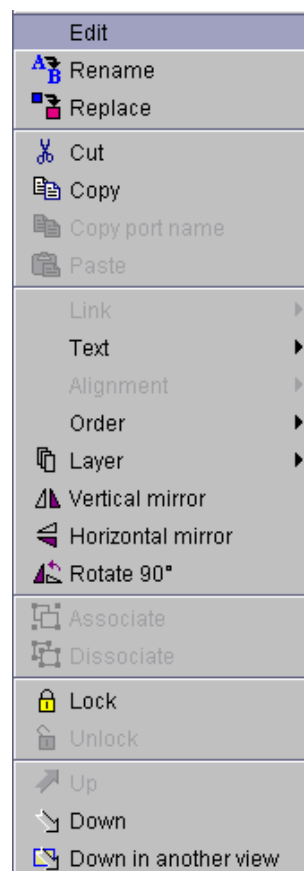 Edit
Rename
Replace
Cut
Copy
Copy port name
Paste
Link
Text
Alignment
Order
Layer
Vertical mirror
Horizontal mirror
Rotate 90°
Associate
Dissociate
Lock
Unlock
Up
Down
Down in another view